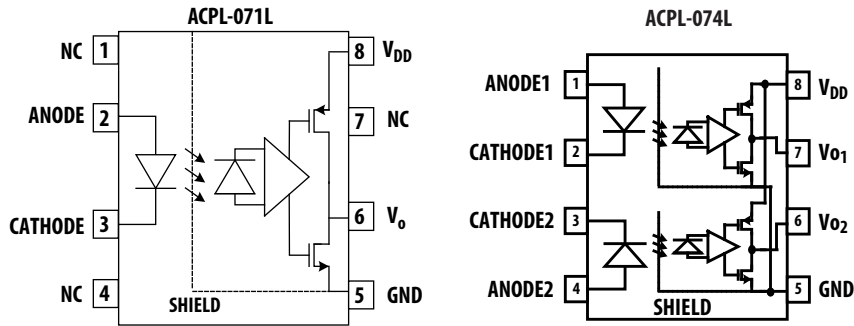 ACPL-071L
NC 1
8 VDD
ANODE 2
7 NC
CATHODE 3
6 Vo
NC 4
SHIELD
5 GND
ACPL-074L
ANODE1 1
8 VDD
CATHODE1 2
7 Vo1
CATHODE2 3
6 Vo2
ANODE2 4
SHIELD
5 GND